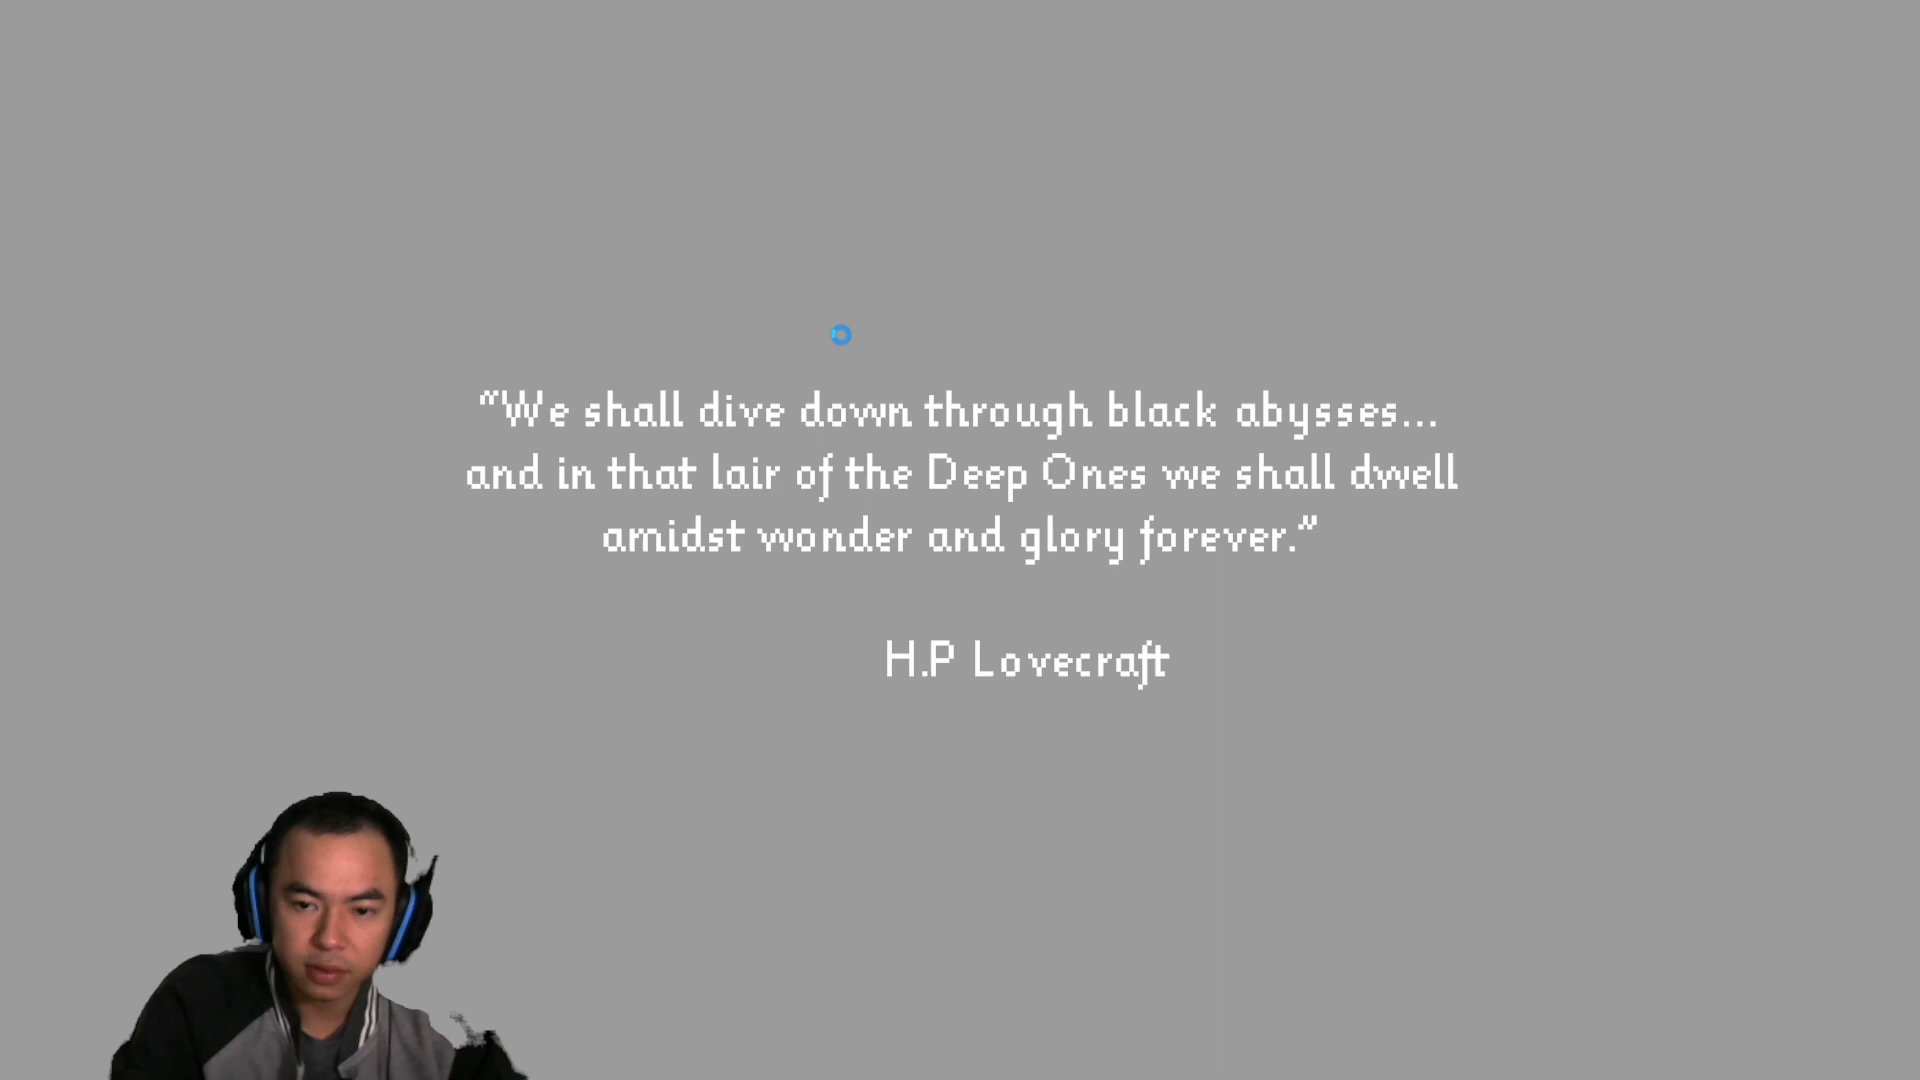 "We shall dive down through black abysses...
and in that lair of the Deep Ones we shall dwell
amidst wonder and glory forever."
H.P Lovecraft